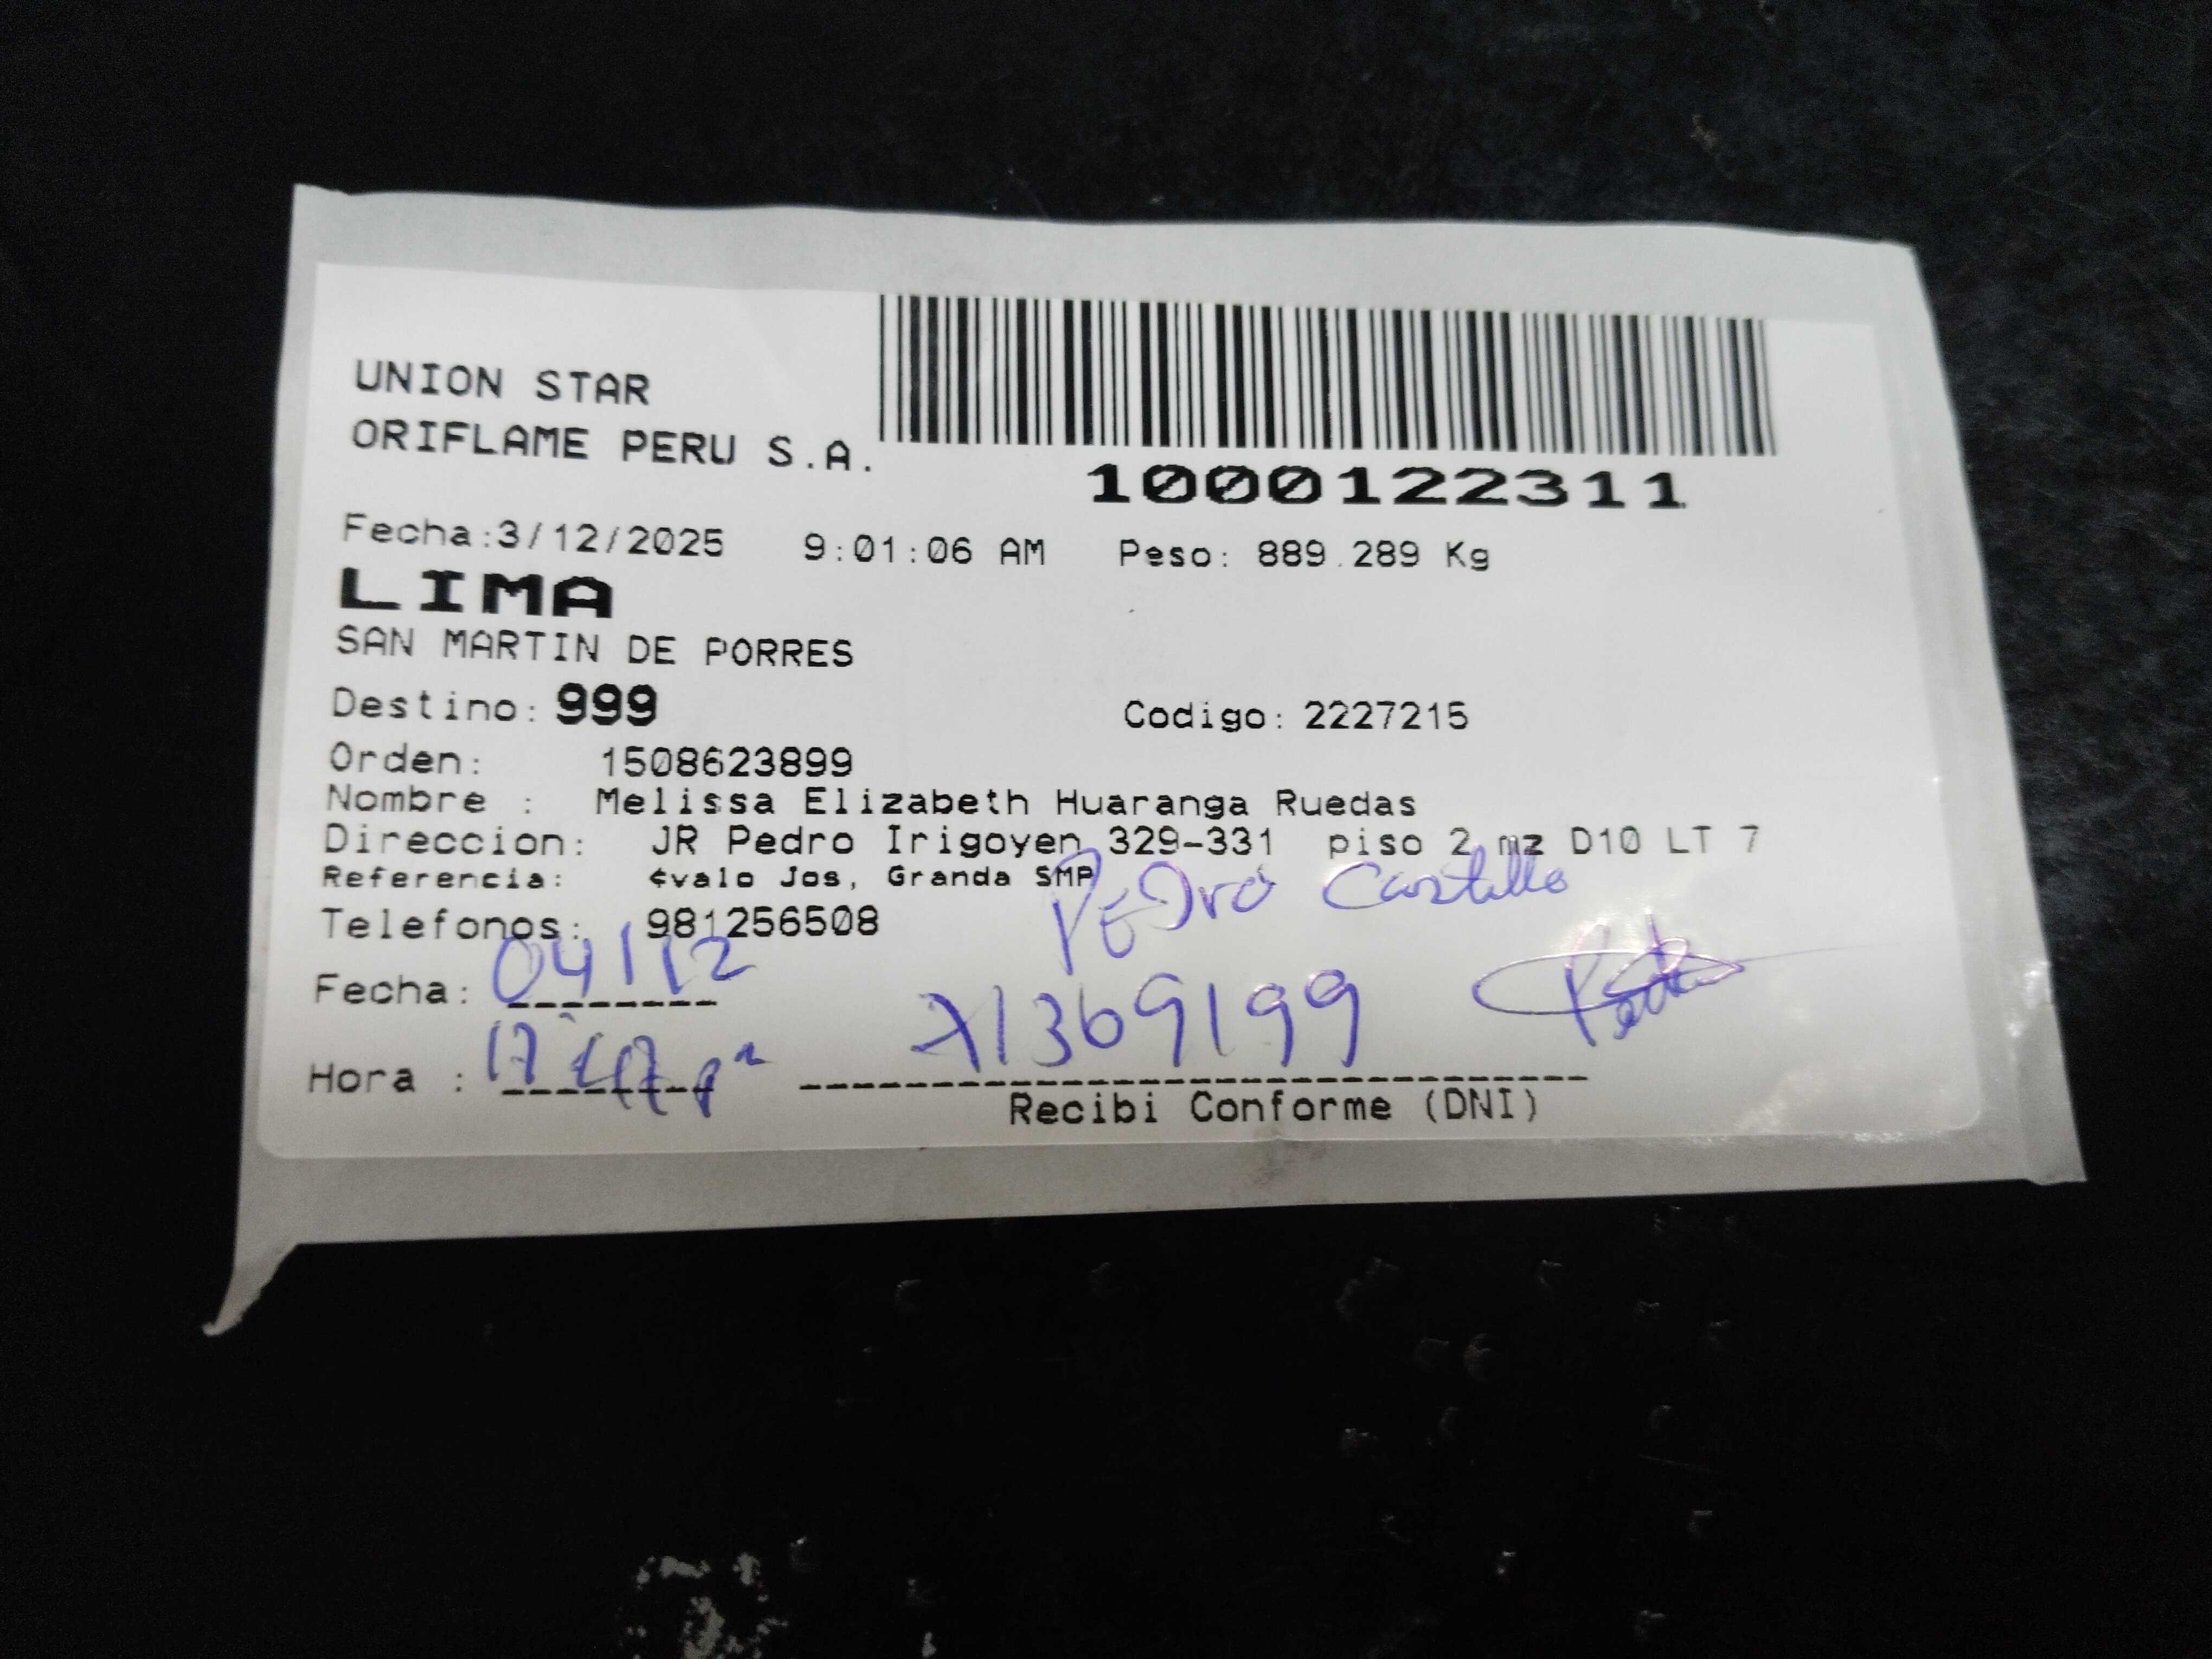 UNION STAR
ORIFLAME PERU S.A.
1000122311
Fecha:3/12/2025 9:01:06 AM Peso: 889.289 Kg
LIMA
SAN MARTIN DE PORRES
Destino: 999 Codigo: 2227215
Orden: 1508623899
Nombre : Melissa Elizabeth Huaranga Ruedas
Direccion: JR Pedro Irigoyen 329-331 piso 2 mz D10 LT 7
Referencia: ¢valo Jos, Granda SMP
Pedro Castillo
Telefonos: 981256508
Fecha: 04/12
71369199
Hora :
Recibi Conforme (DNI)